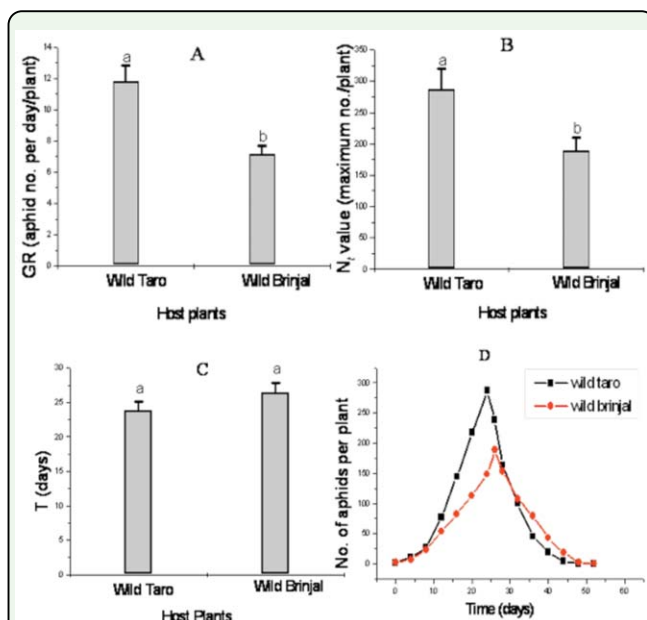 A
GR (aphid no. per day/plant)
14
12
10
8
6
4
2
0
a
b
Wild Taro Wild Brinjal
Host plants
B
Nt value (maximum no./plant)
350
300
250
200
150
100
50
0
a
b
Wild Taro Wild Brinjal
Host plants
C
T (days)
30
25
20
15
10
5
0
a
a
Wild Taro Wild Brinjal
Host Plants
D
No. of aphids per plant
300
250
200
150
100
50
0
wild taro
wild brinjal
0 10 20 30 40 50 60
Time (days)